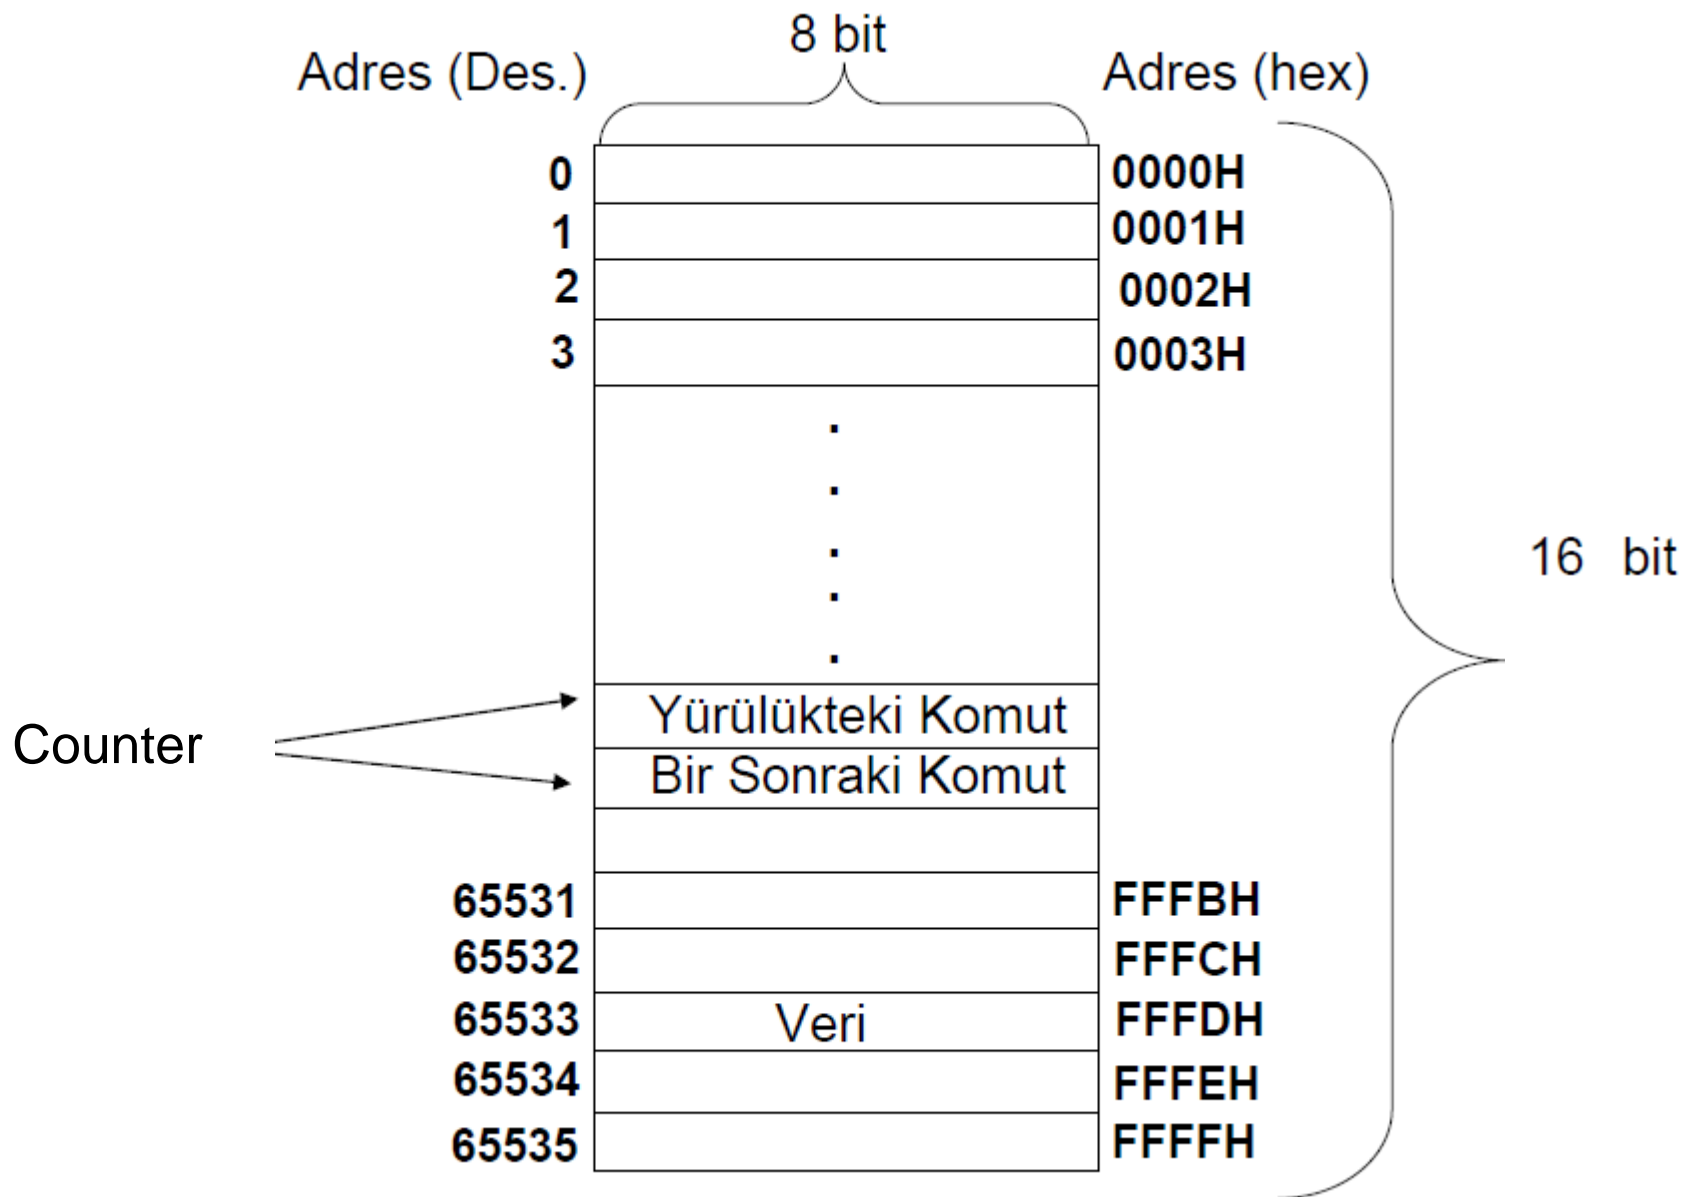 8 bit
Adres (Des.)
Adres (hex)
0
0000H
1
0001H
2
0002H
3
0003H
.
.
.
.
.
16 bit
Yürülükteki Komut
Counter
Bir Sonraki Komut
65531
FFFBH
65532
FFFCH
65533
Veri
FFFDH
65534
FFFEH
65535
FFFFH